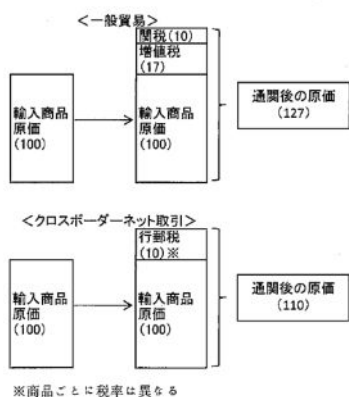 ＜一般貿易＞
関税(10)
増値税
(17)
輸入商品
原価
(100)
輸入商品
原価
(100)
通関後の原価
(127)
＜クロスボーダーネット取引＞
行郵税
(10)※
輸入商品
原価
(100)
輸入商品
原価
(100)
通関後の原価
(110)
※商品ごとに税率は異なる